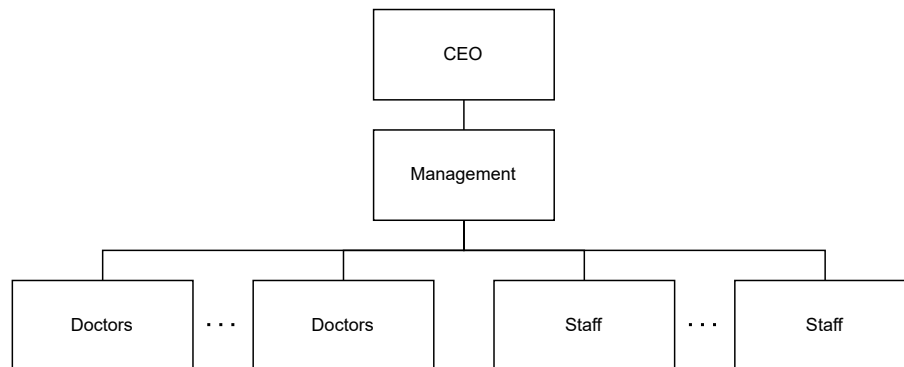 CEO
Management
Doctors ... Doctors Staff ... Staff